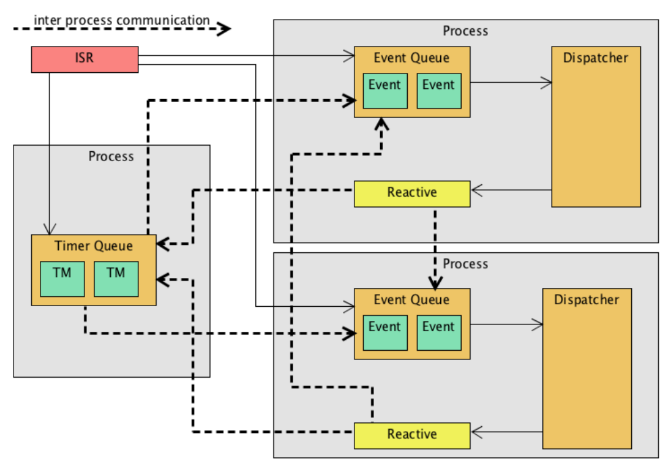 inter process communication
Process
ISR
Event Queue
Dispatcher
Event
Event
Process
Reactive
Timer Queue
TM
TM
Process
Event Queue
Dispatcher
Event
Event
Reactive